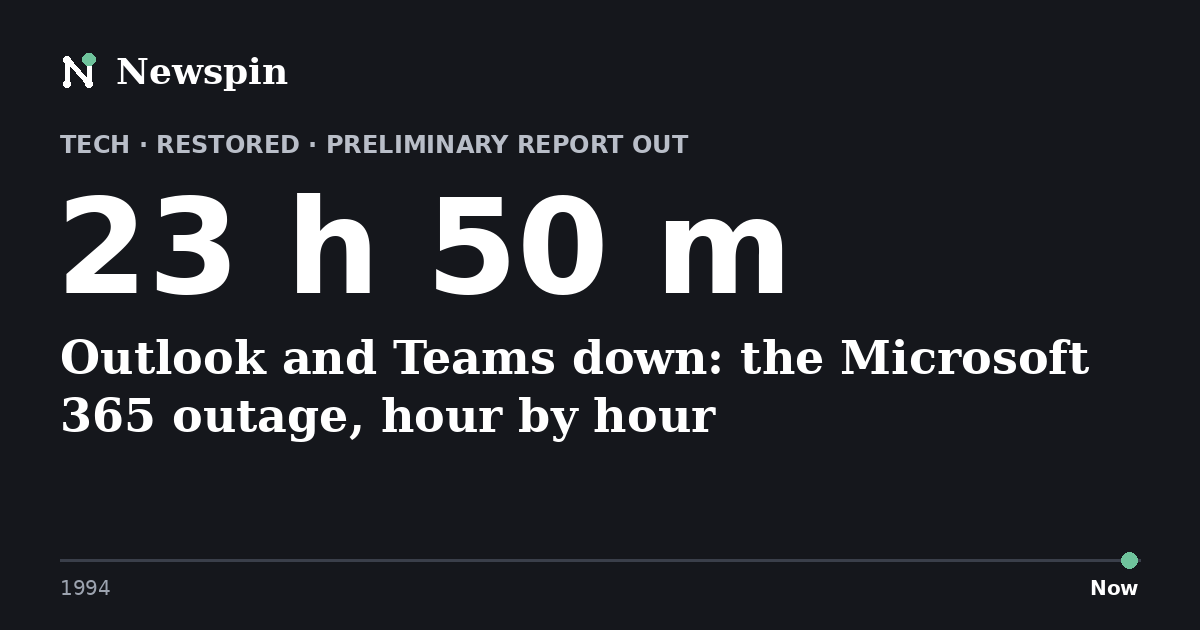 Newspin
TECH · RESTORED · PRELIMINARY REPORT OUT
23 h 50 m
Outlook and Teams down: the Microsoft
365 outage, hour by hour
1994
Now